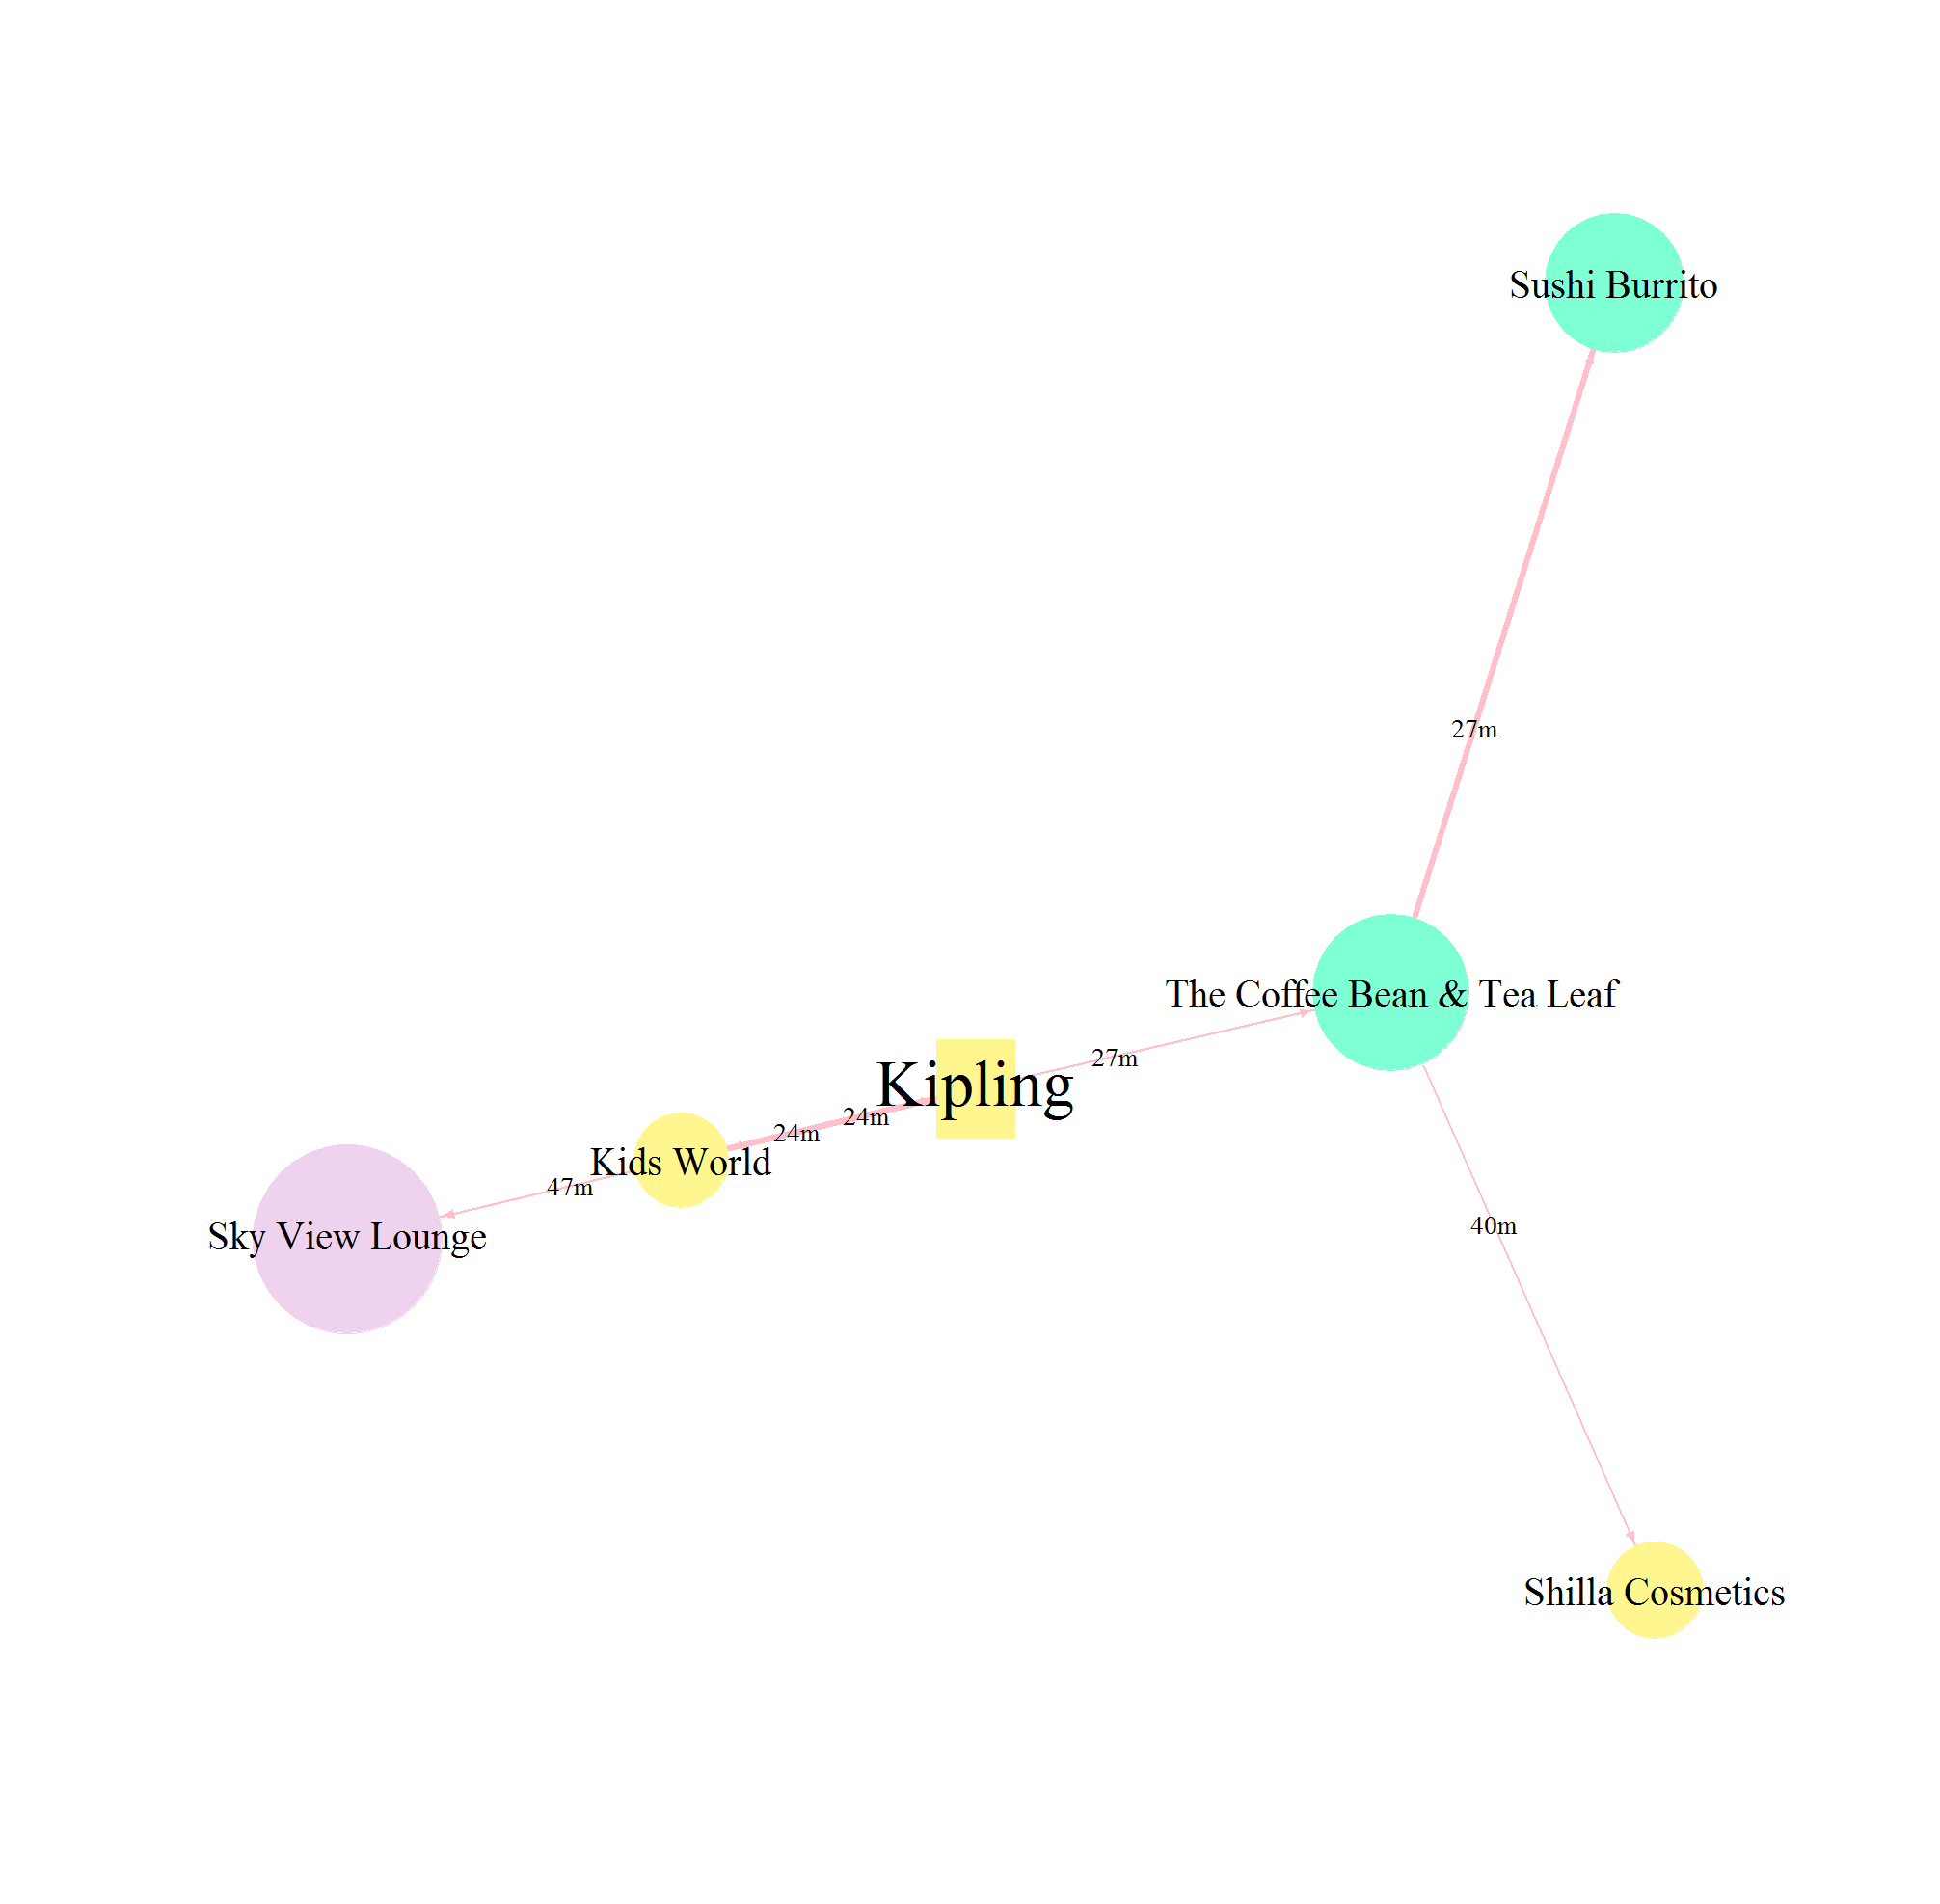 Sushi Burrito
27m
The Coffee Bean & Tea Leaf
27m
Kipling
24m
24m
Kids World
47m
Sky View Lounge
40m
Shilla Cosmetics